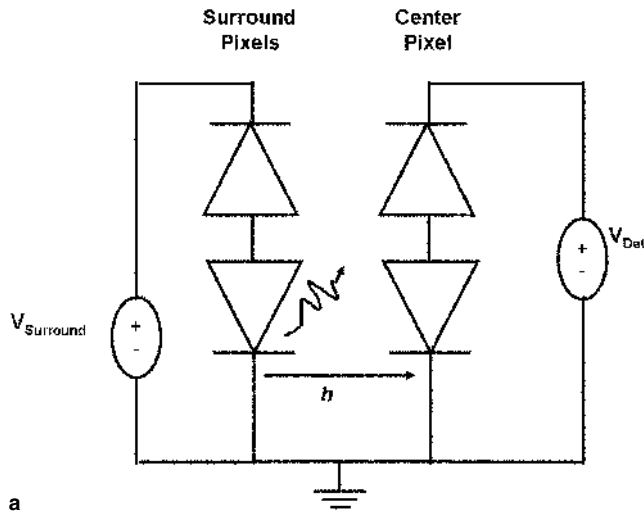 Surround
Pixels
Center
Pixel
+
-
V_Surround
+
-
V_Det
h
a